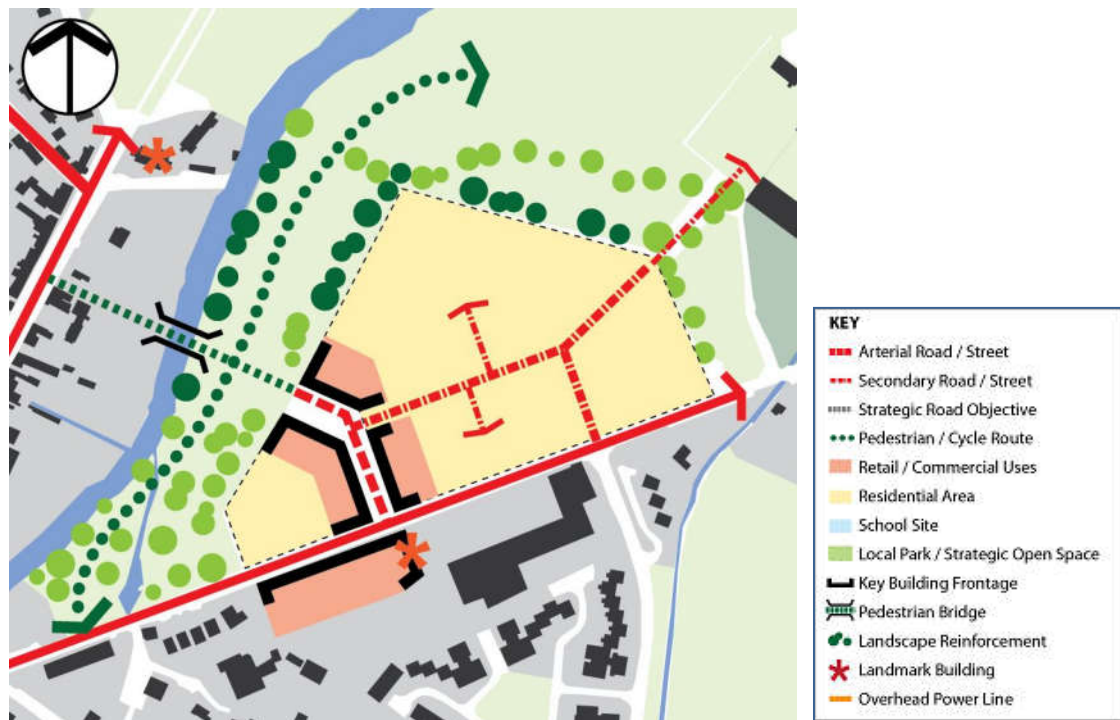 KEY
Arterial Road / Street
Secondary Road / Street
Strategic Road Objective
Pedestrian / Cycle Route
Retail / Commercial Uses
Residential Area
School Site
Local Park / Strategic Open Space
Key Building Frontage
Pedestrian Bridge
Landscape Reinforcement
Landmark Building
Overhead Power Line